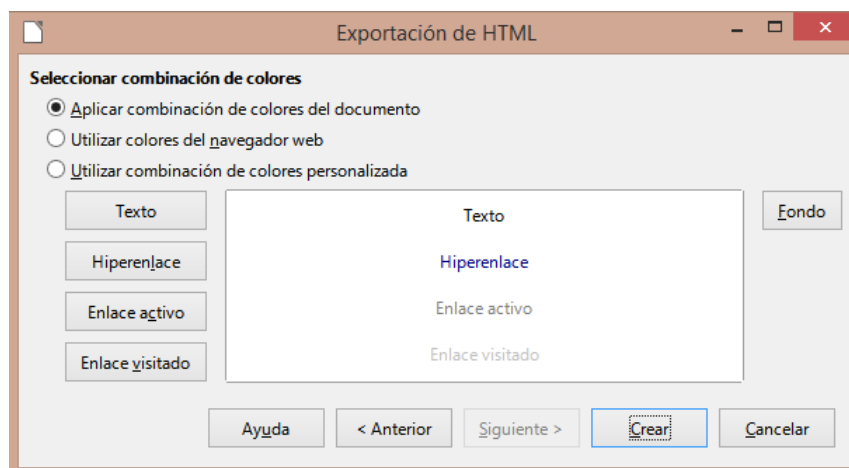 Exportación de HTML
Seleccionar combinación de colores
Aplicar combinación de colores del documento
Utilizar colores del navegador web
Utilizar combinación de colores personalizada
Texto
Texto
Fondo
Hiperenlace
Hiperenlace
Enlace activo
Enlace activo
Enlace visitado
Enlace visitado
Ayuda
< Anterior
Siguiente >
Crear
Cancelar